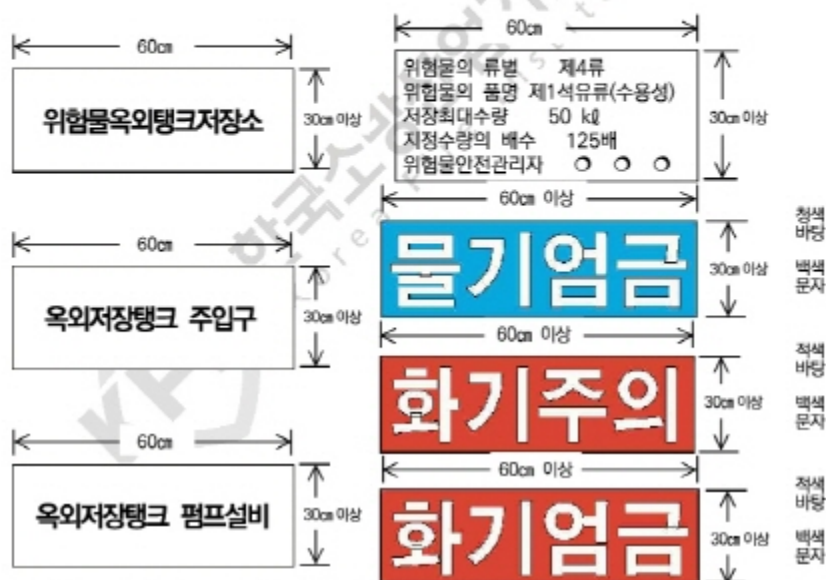 60㎝
위험물옥외탱크저장소
30㎝ 이상
60㎝
옥외저장탱크 주입구
30㎝ 이상
60㎝
옥외저장탱크 펌프설비
30㎝ 이상
60㎝
위험물의 류별 제4류
위험물의 품명 제1석유류(수용성)
저장최대수량 50 ㎘
지정수량의 배수 125배
위험물안전관리자 ㅇ ㅇ ㅇ
30㎝ 이상
60㎝ 이상
물기엄금
30㎝ 이상
청색
바탕
백색
문자
60㎝ 이상
화기주의
30㎝ 이상
적색
바탕
백색
문자
60㎝ 이상
화기엄금
30㎝ 이상
적색
바탕
백색
문자